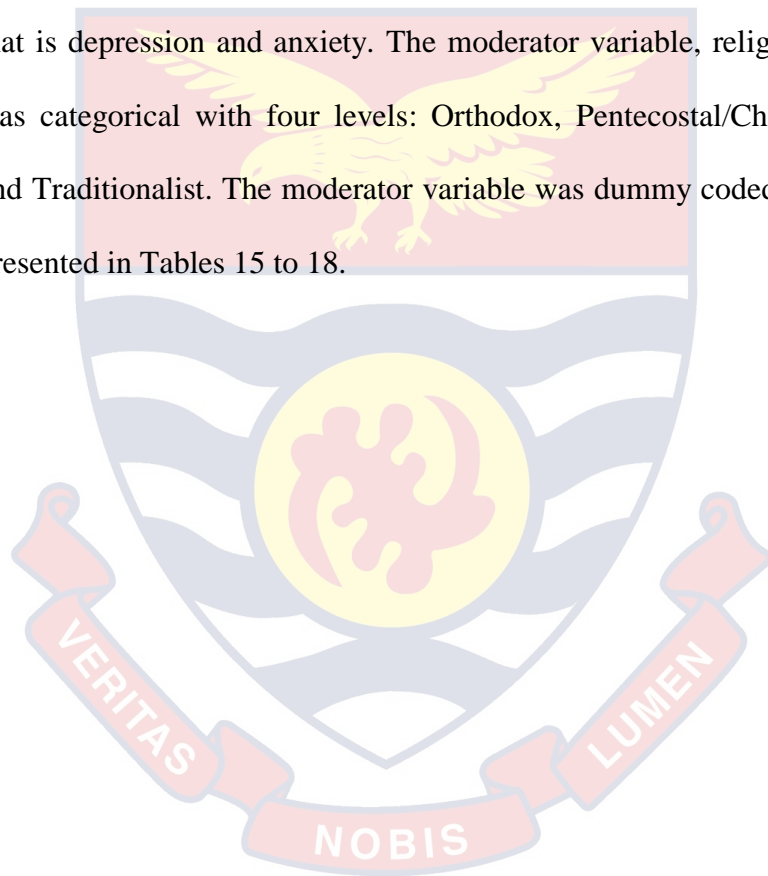 at is depression and anxiety. The moderator variable, relig
as categorical with four levels: Orthodox, Pentecostal/Ch
nd Traditionalist. The moderator variable was dummy coded
resented in Tables 15 to 18.
VERITAS
NOBIS
LUMEN